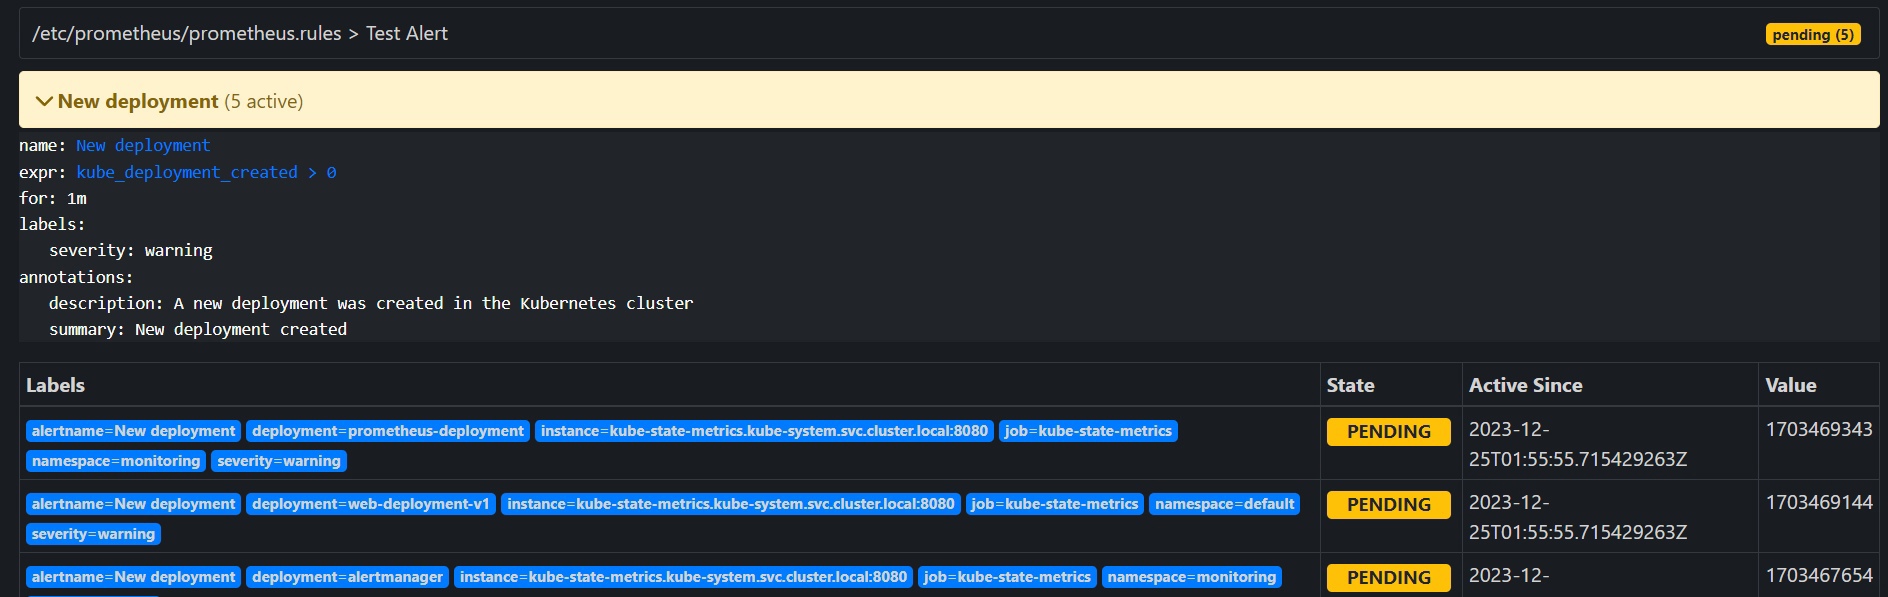 /etc/prometheus/prometheus.rules > Test Alert
pending (5)
New deployment (5 active)
name: New deployment
expr: kube_deployment_created > 0
for: 1m
labels:
severity: warning
annotations:
description: A new deployment was created in the Kubernetes cluster
summary: New deployment created
Labels State Active Since Value
alertname=New deployment deployment=prometheus-deployment instance=kube-state-metrics.kube-system.svc.cluster.local:8080 job=kube-state-metrics
namespace=monitoring severity=warning
PENDING
2023-12-
25T01:55:55.715429263Z
1703469343
alertname=New deployment deployment=web-deployment-v1 instance=kube-state-metrics.kube-system.svc.cluster.local:8080 job=kube-state-metrics namespace=default
severity=warning
PENDING
2023-12-
25T01:55:55.715429263Z
1703469144
alertname=New deployment deployment=alertmanager instance=kube-state-metrics.kube-system.svc.cluster.local:8080 job=kube-state-metrics namespace=monitoring
PENDING
2023-12-
1703467654